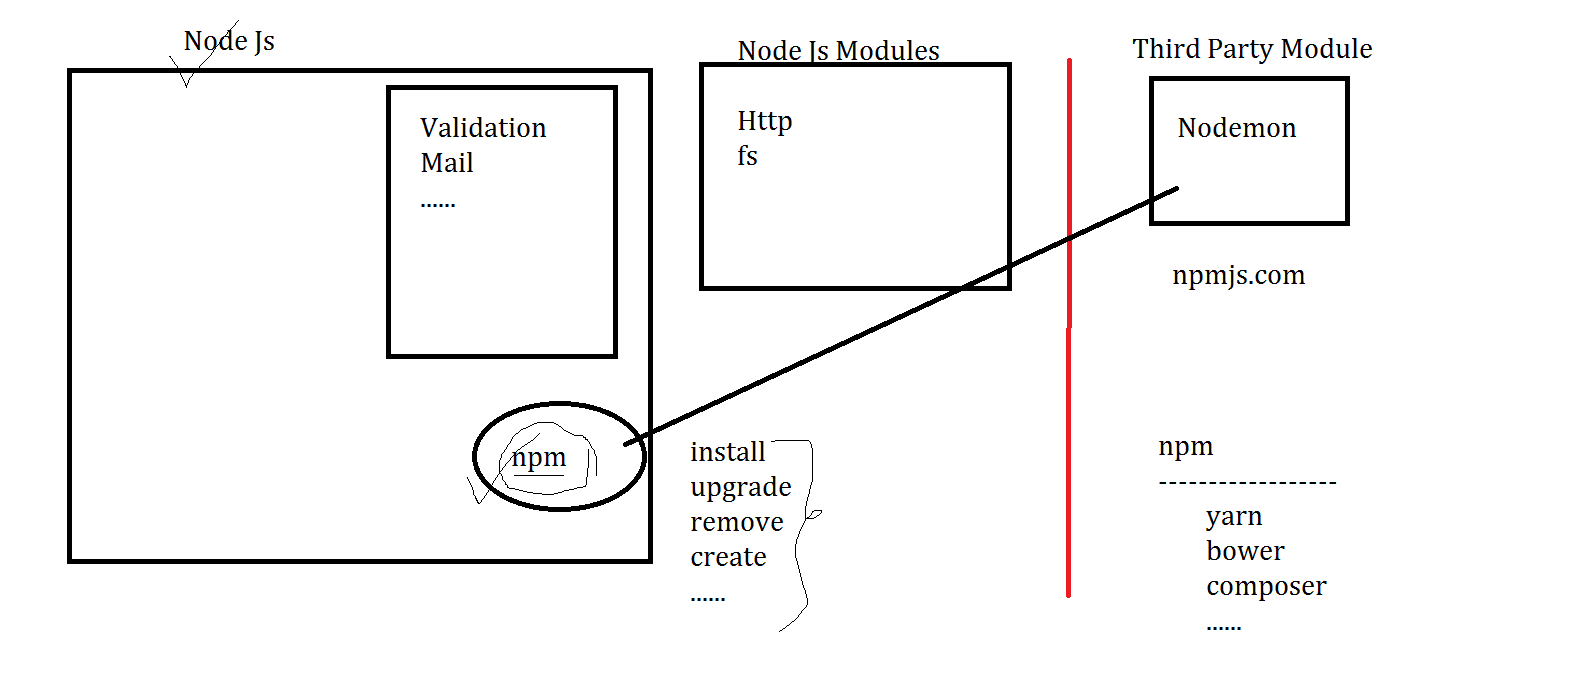 Node Js
Validation
Mail
......
npm
Node Js Modules
Http
fs
install
upgrade
remove
create
......
Third Party Module
Nodemon
npmjs.com
npm
------------------
yarn
bower
composer
......